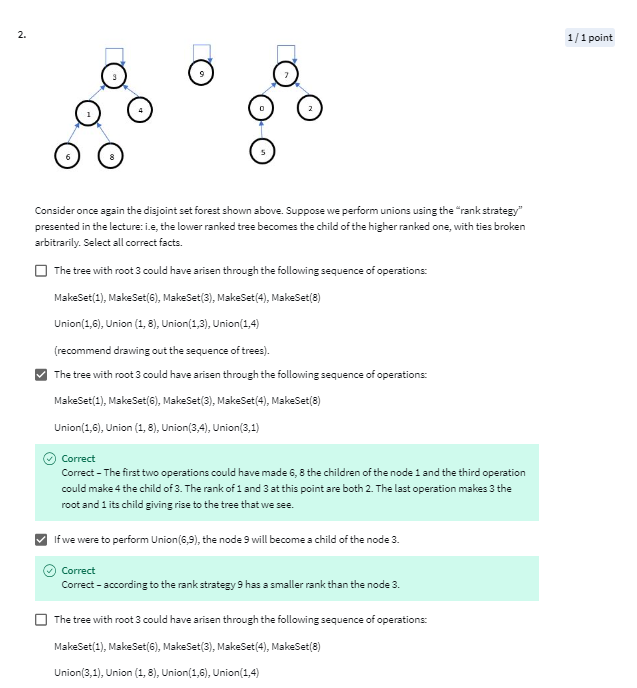 2.
1 / 1 point
3
9
7
1
4
0
2
6
8
5
Consider once again the disjoint set forest shown above. Suppose we perform unions using the "rank strategy"
presented in the lecture: i.e, the lower ranked tree becomes the child of the higher ranked one, with ties broken
arbitrarily. Select all correct facts.
The tree with root 3 could have arisen through the following sequence of operations:
MakeSet(1), MakeSet(6), MakeSet(3), MakeSet(4), MakeSet(8)
Union(1,6), Union (1, 8), Union(1,3), Union(1,4)
(recommend drawing out the sequence of trees).
The tree with root 3 could have arisen through the following sequence of operations:
MakeSet(1), MakeSet(6), MakeSet(3), MakeSet(4), MakeSet(8)
Union(1,6), Union (1, 8), Union(3,4), Union(3,1)
Correct
Correct – The first two operations could have made 6, 8 the children of the node 1 and the third operation
could make 4 the child of 3. The rank of 1 and 3 at this point are both 2. The last operation makes 3 the
root and 1 its child giving rise to the tree that we see.
If we were to perform Union(6,9), the node 9 will become a child of the node 3.
Correct
Correct – according to the rank strategy 9 has a smaller rank than the node 3.
The tree with root 3 could have arisen through the following sequence of operations:
MakeSet(1), MakeSet(6), MakeSet(3), MakeSet(4), MakeSet(8)
Union(3,1), Union (1, 8), Union(1,6), Union(1,4)